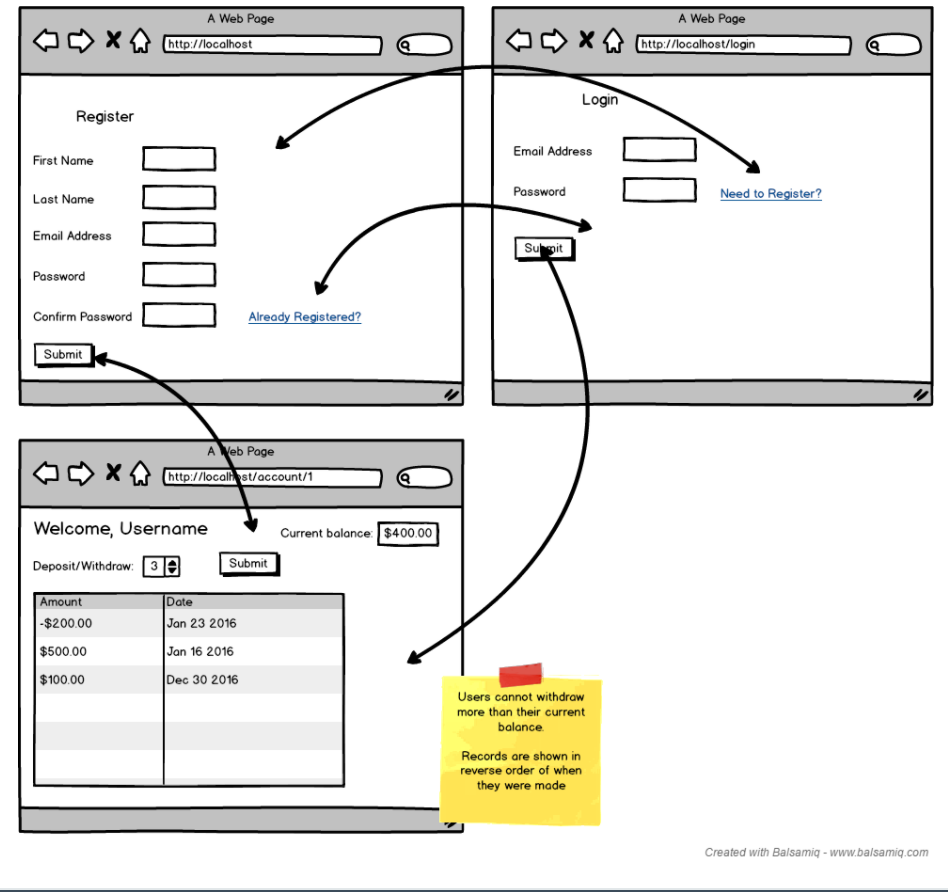 A Web Page
http://localhost
Register
First Name
Last Name
Email Address
Password
Confirm Password
Already Registered?
Submit
A Web Page
http://localhost/login
Login
Email Address
Password
Need to Register?
Submit
A Web Page
http://localhost/account/1
Welcome, Username
Current balance: $400.00
Deposit/Withdraw: 3
Submit
Amount Date
-$200.00 Jan 23 2016
$500.00 Jan 16 2016
$100.00 Dec 30 2016
Users cannot withdraw
more than their current
balance.
Records are shown in
reverse order of when
they were made
Created with Balsamiq - www.balsamiq.com